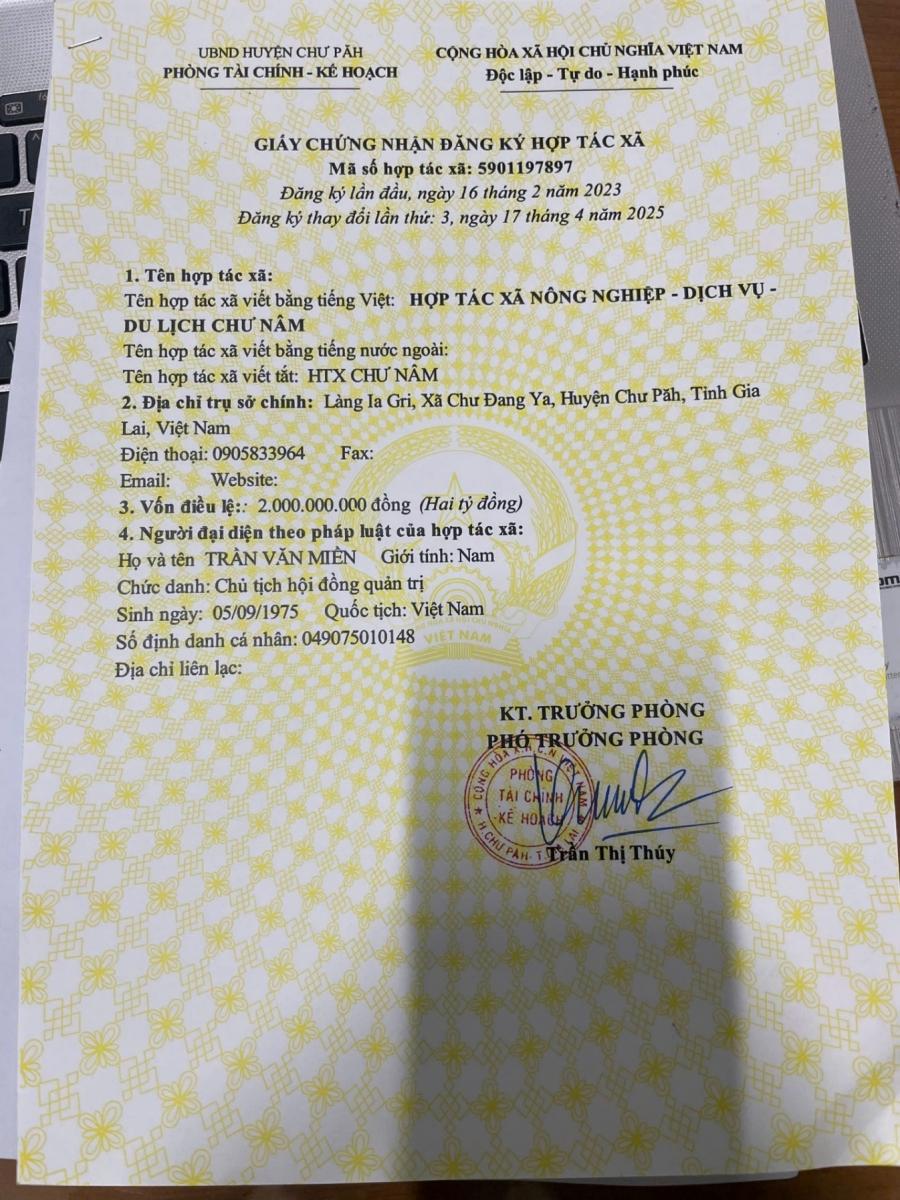 UBND HUYỆN CHƯ PĂH
PHÒNG TÀI CHÍNH - KẾ HOẠCH
CỘNG HÒA XÃ HỘI CHỦ NGHĨA VIỆT NAM
Độc lập - Tự do - Hạnh phúc
GIẤY CHỨNG NHẬN ĐĂNG KÝ HỢP TÁC XÃ
Mã số hợp tác xã: 5901197897
Đăng ký lần đầu, ngày 16 tháng 2 năm 2023
Đăng ký thay đổi lần thứ: 3, ngày 17 tháng 4 năm 2025
1. Tên hợp tác xã:
Tên hợp tác xã viết bằng tiếng Việt: HỢP TÁC XÃ NÔNG NGHIỆP - DỊCH VỤ -
DU LỊCH CHƯ NÂM
Tên hợp tác xã viết bằng tiếng nước ngoài:
Tên hợp tác xã viết tắt: HTX CHƯ NÂM
2. Địa chỉ trụ sở chính: Làng Ia Gri, Xã Chư Đang Ya, Huyện Chư Păh, Tỉnh Gia
Lai, Việt Nam
Điện thoại: 0905833964 Fax:
Email: Website:
3. Vốn điều lệ:: 2.000.000.000 đồng (Hai tỷ đồng)
4. Người đại diện theo pháp luật của hợp tác xã:
Họ và tên TRẦN VĂN MIÊN Giới tính: Nam
Chức danh: Chủ tịch hội đồng quản trị
Sinh ngày: 05/09/1975 Quốc tịch: Việt Nam
Số định danh cá nhân: 049075010148
VIỆT NAM
Địa chỉ liên lạc:
KT. TRƯỞNG PHÒNG
PHÓ TRƯỞNG PHÒNG
CỘNG HÒA X.H.C.N VIỆT NAM
PHÒNG
TÀI CHÍNH
KẾ HOẠCH
H. CHƯ PĂH - T. GIA LAI
Trần Thị Thúy